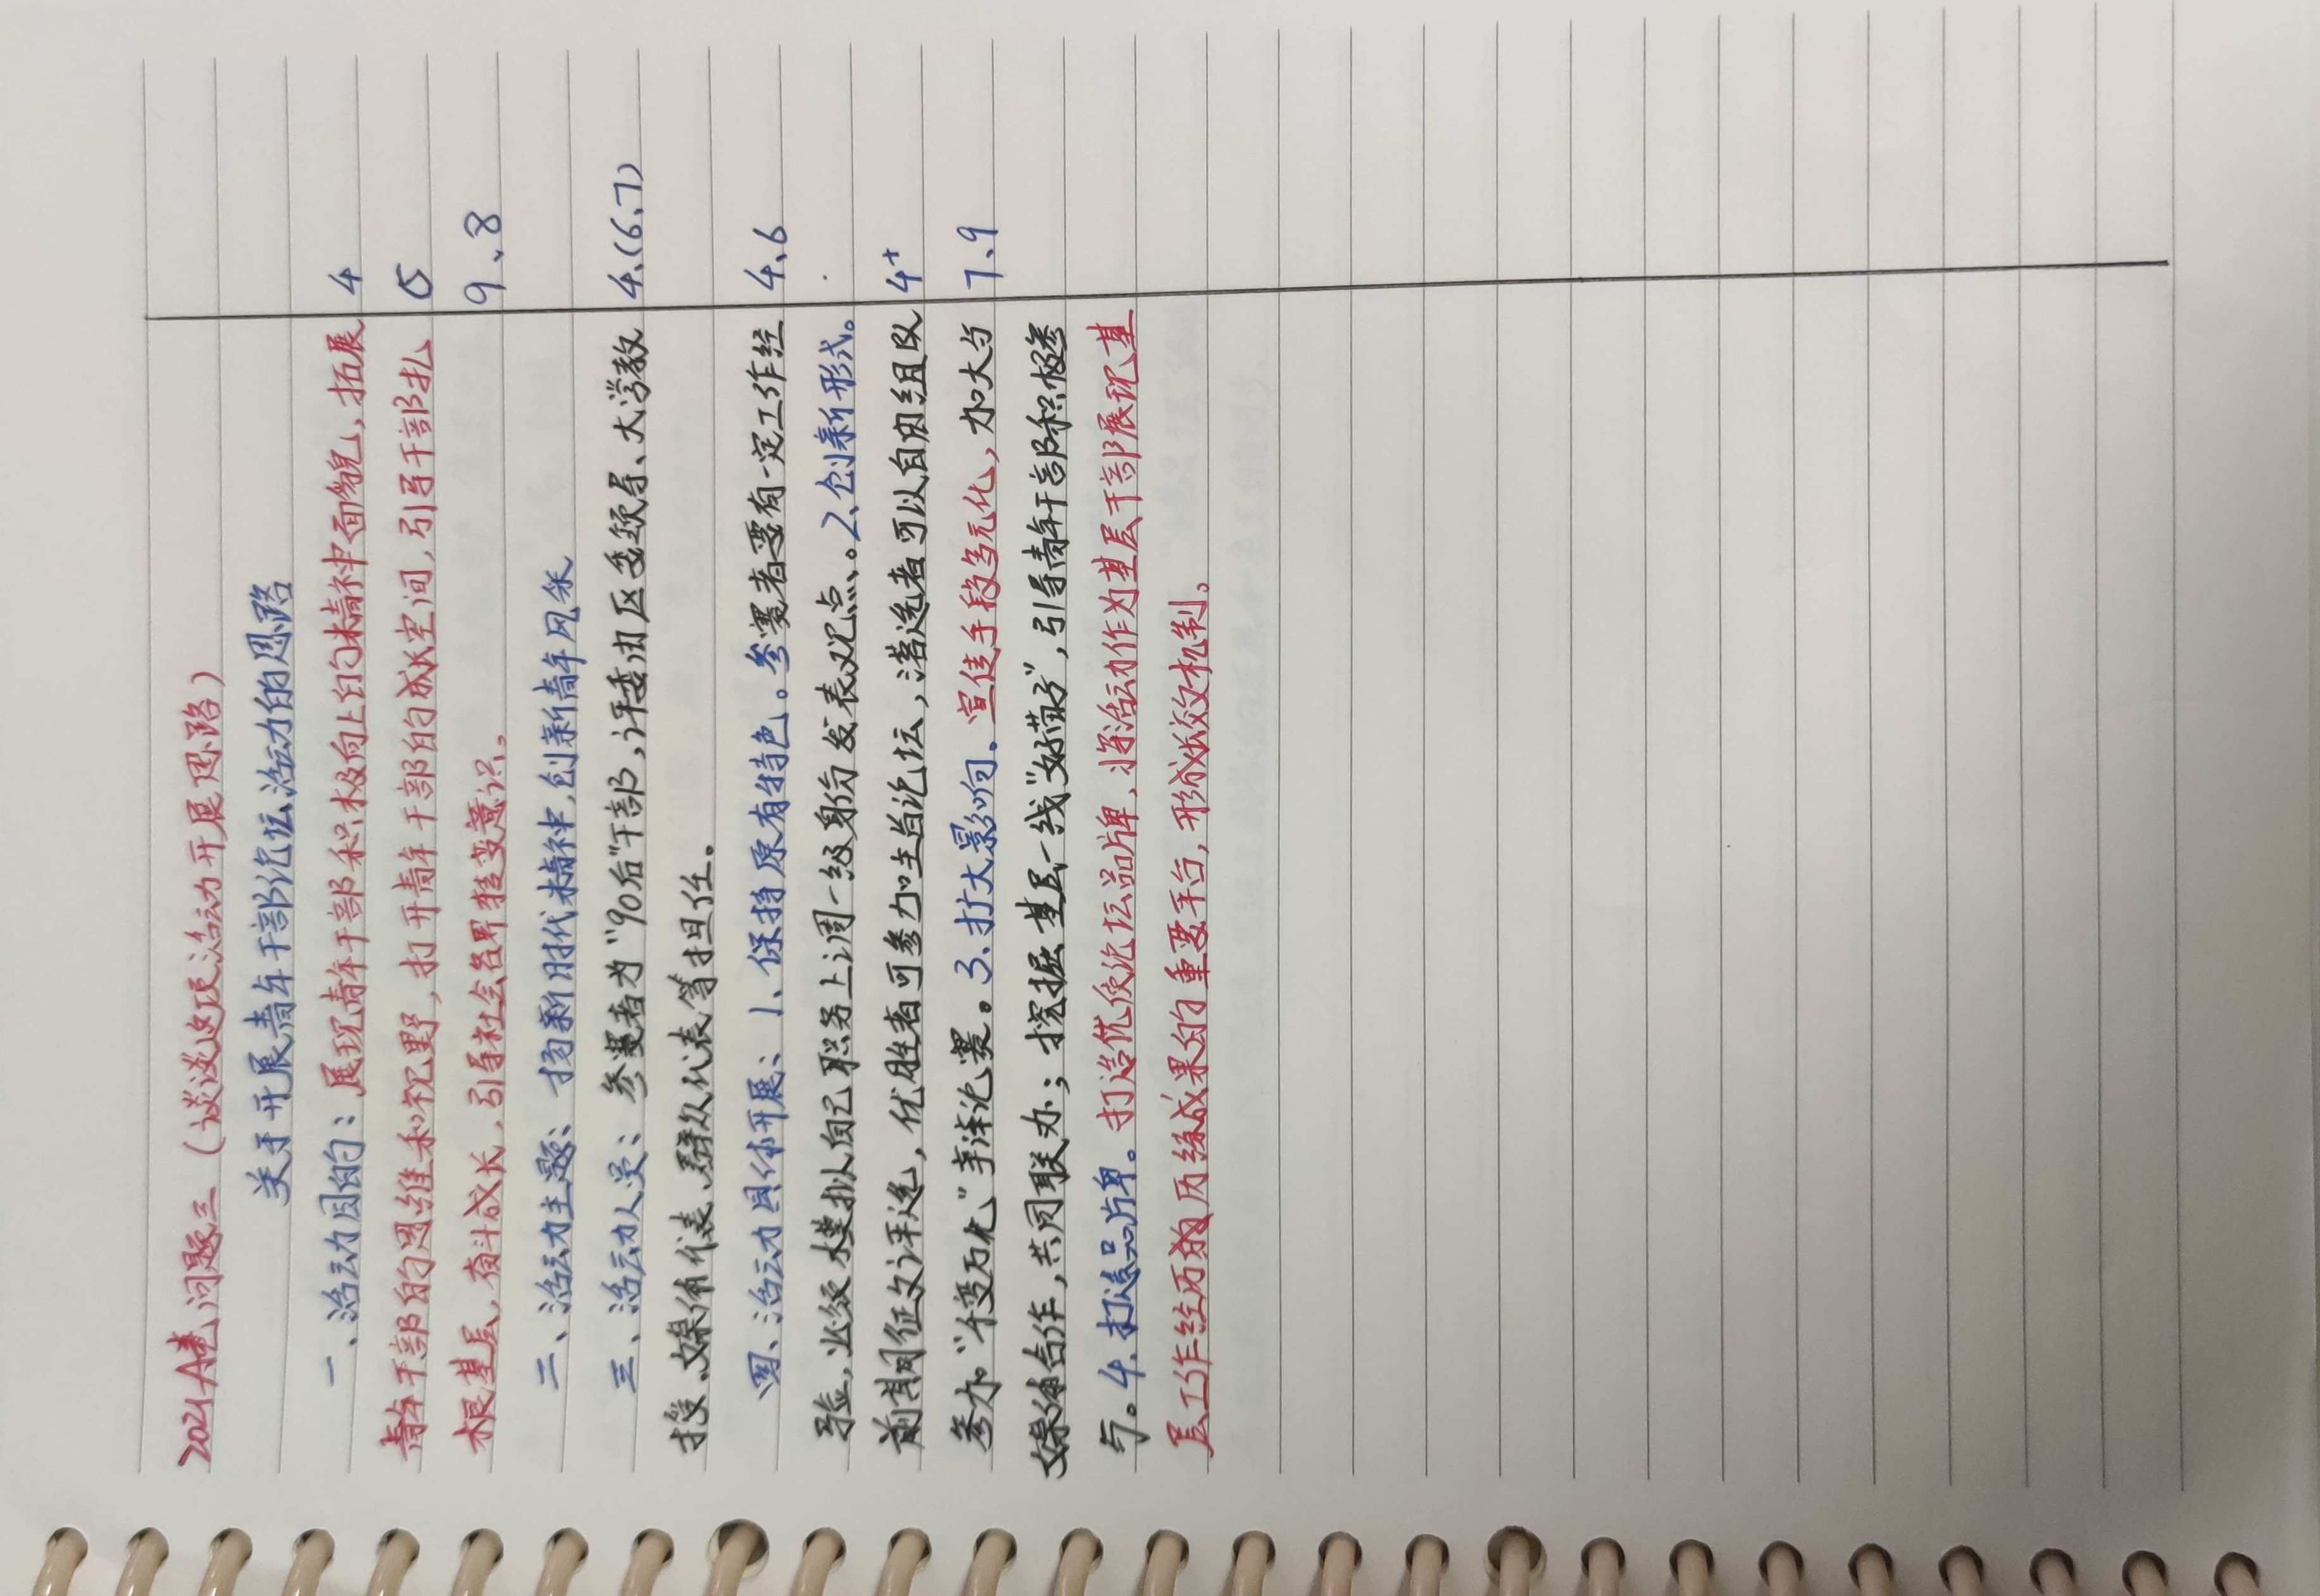 2021A卷 问题三（谈谈这项活动开展思路）
关于开展青年干部论坛活动的思路
一、活动目的：展现青年干部积极向上的精神面貌，拓展 4
青年干部的思维和视野，打开青年干部的成长空间，引导干部扎 5
根基层，奋斗成长，引导社会各界转变意识。 9、8
二、活动主题：扬新时代精神，创新青年风采
三、活动人员：参赛者为“90后”干部，评委由区委领导、大学教 4、(6、7)
授、媒体代表、群众代表等担任。
四、活动具体开展：1、保持原有特色。参赛者要有一定工作经 4、6
验，必须模拟自己职务上调一级身份发表观点。2、创新形式。
前期征文评选，优胜者可参加主旨论坛，落选者可以自由组队 4+
参加“千变万化”辩论赛。3、扩大影响。宣传手段多元化，加大与 7、9
媒体合作，共同联办；挖掘基层一线“好苗子”，引导青年干部积极参
与。4、打造品牌。打造优质论坛品牌，将活动作为基层干部展现基
层工作经历和历练成果的重要平台，形成长效机制。